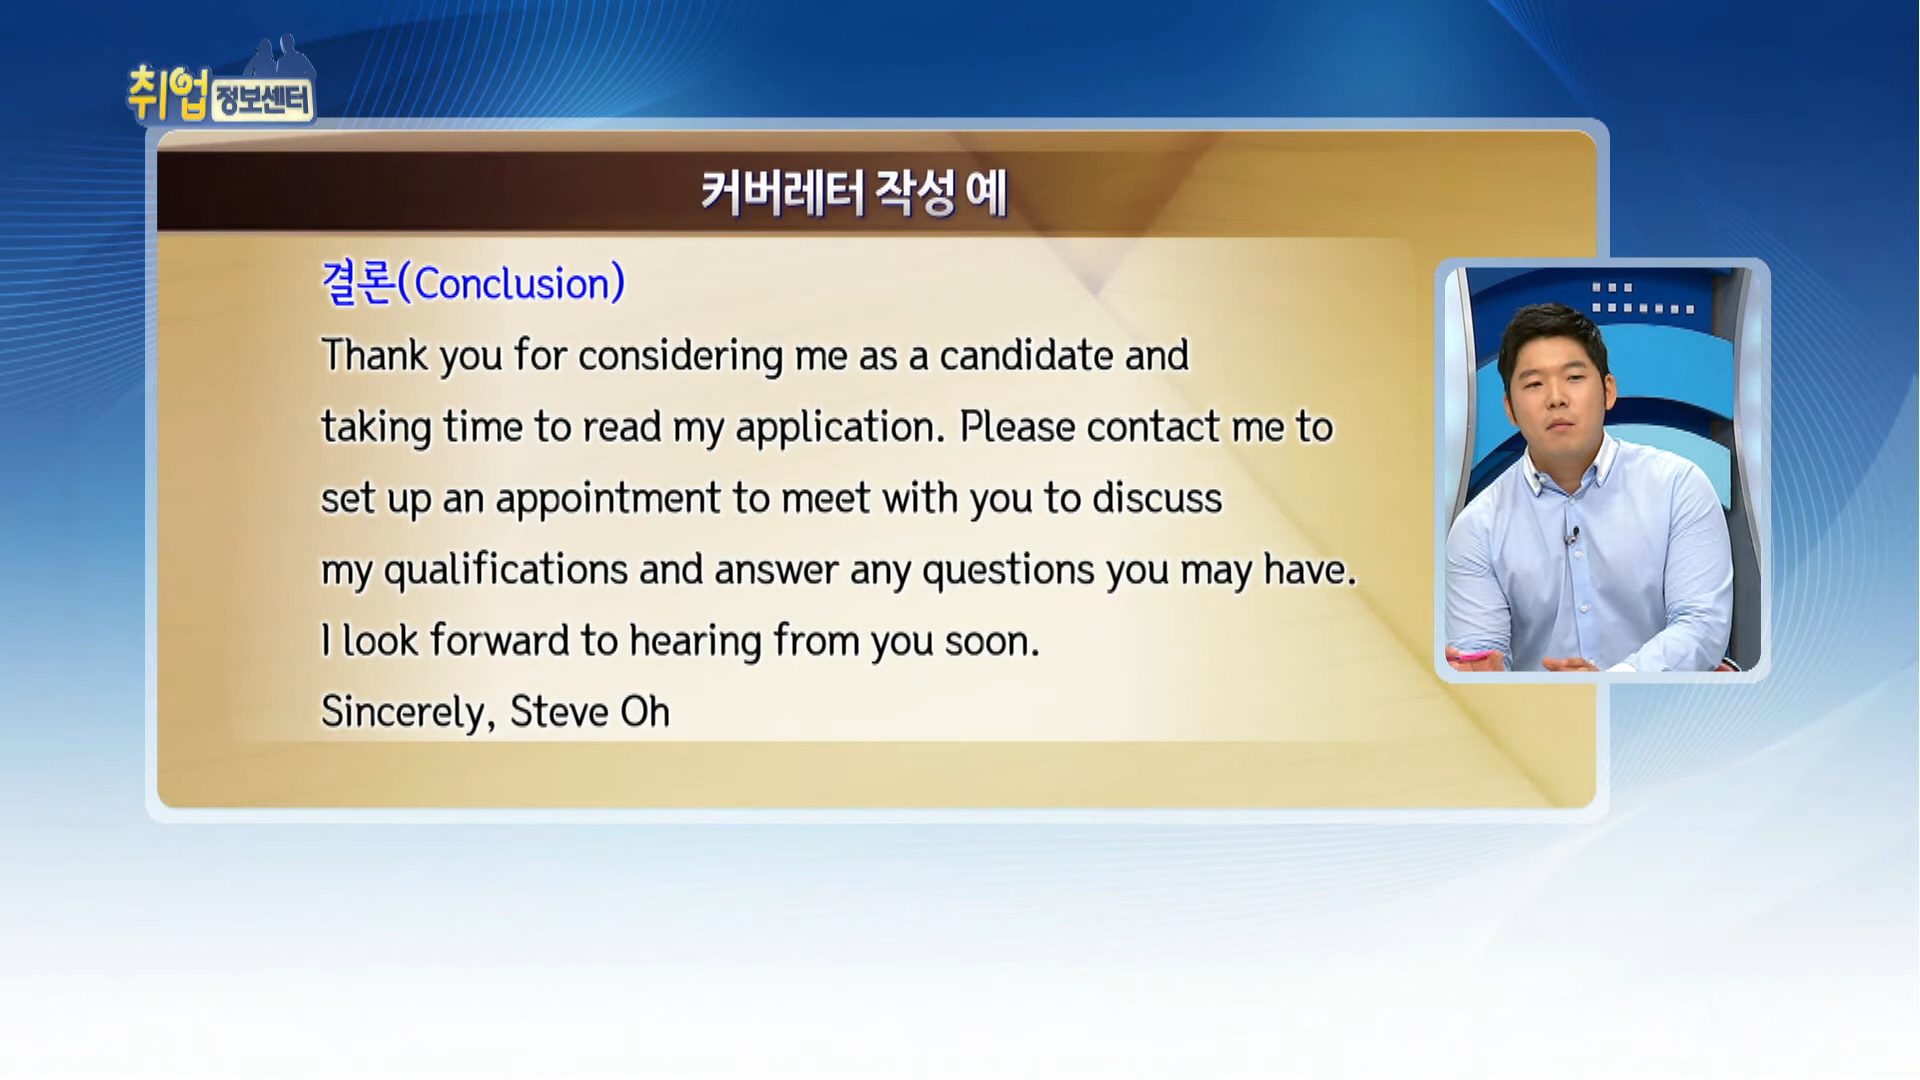 취업 정보센터
커버레터 작성 예
결론(Conclusion)
Thank you for considering me as a candidate and
taking time to read my application. Please contact me to
set up an appointment to meet with you to discuss
my qualifications and answer any questions you may have.
I look forward to hearing from you soon.
Sincerely, Steve Oh